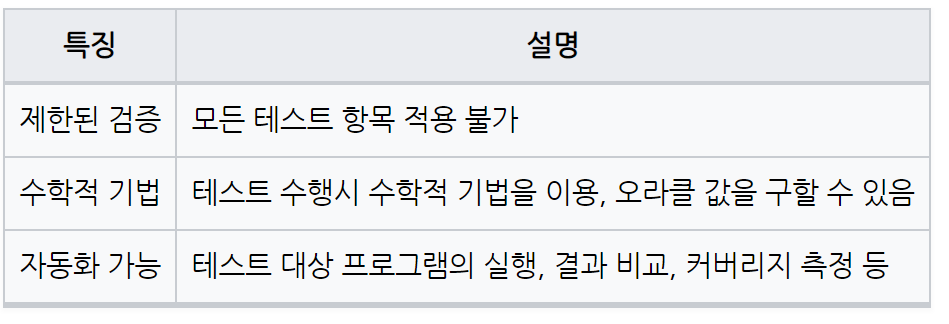 특징 설명
제한된 검증 모든 테스트 항목 적용 불가
수학적 기법 테스트 수행시 수학적 기법을 이용, 오라클 값을 구할 수 있음
자동화 가능 테스트 대상 프로그램의 실행, 결과 비교, 커버리지 측정 등